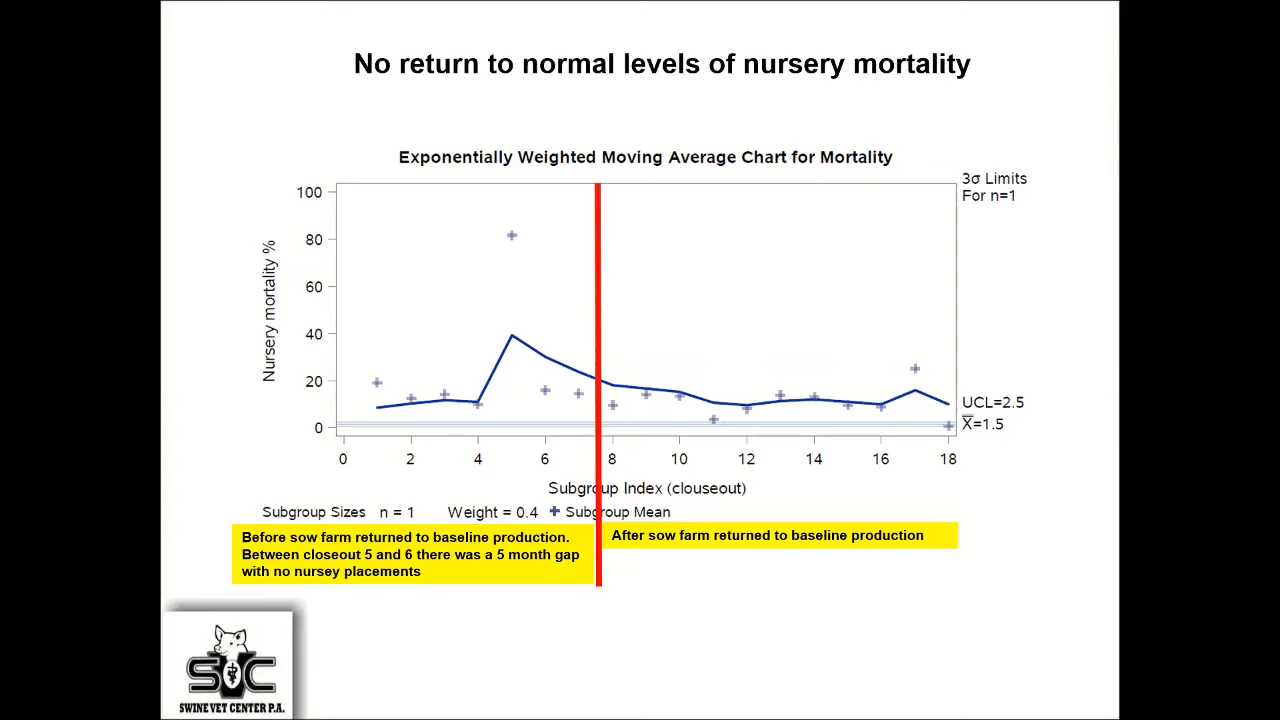 No return to normal levels of nursery mortality
Exponentially Weighted Moving Average Chart for Mortality
3σ Limits
For n=1
Nursery mortality %
100
80
60
40
20
0
UCL=2.5
X=1.5
0 2 4 6 8 10 12 14 16 18
Subgroup Index (clouseout)
Subgroup Sizes n = 1 Weight = 0.4 Subgroup Mean
Before sow farm returned to baseline production.
Between closeout 5 and 6 there was a 5 month gap
with no nursey placements
After sow farm returned to baseline production
SVC
SWINE VET CENTER P.A.